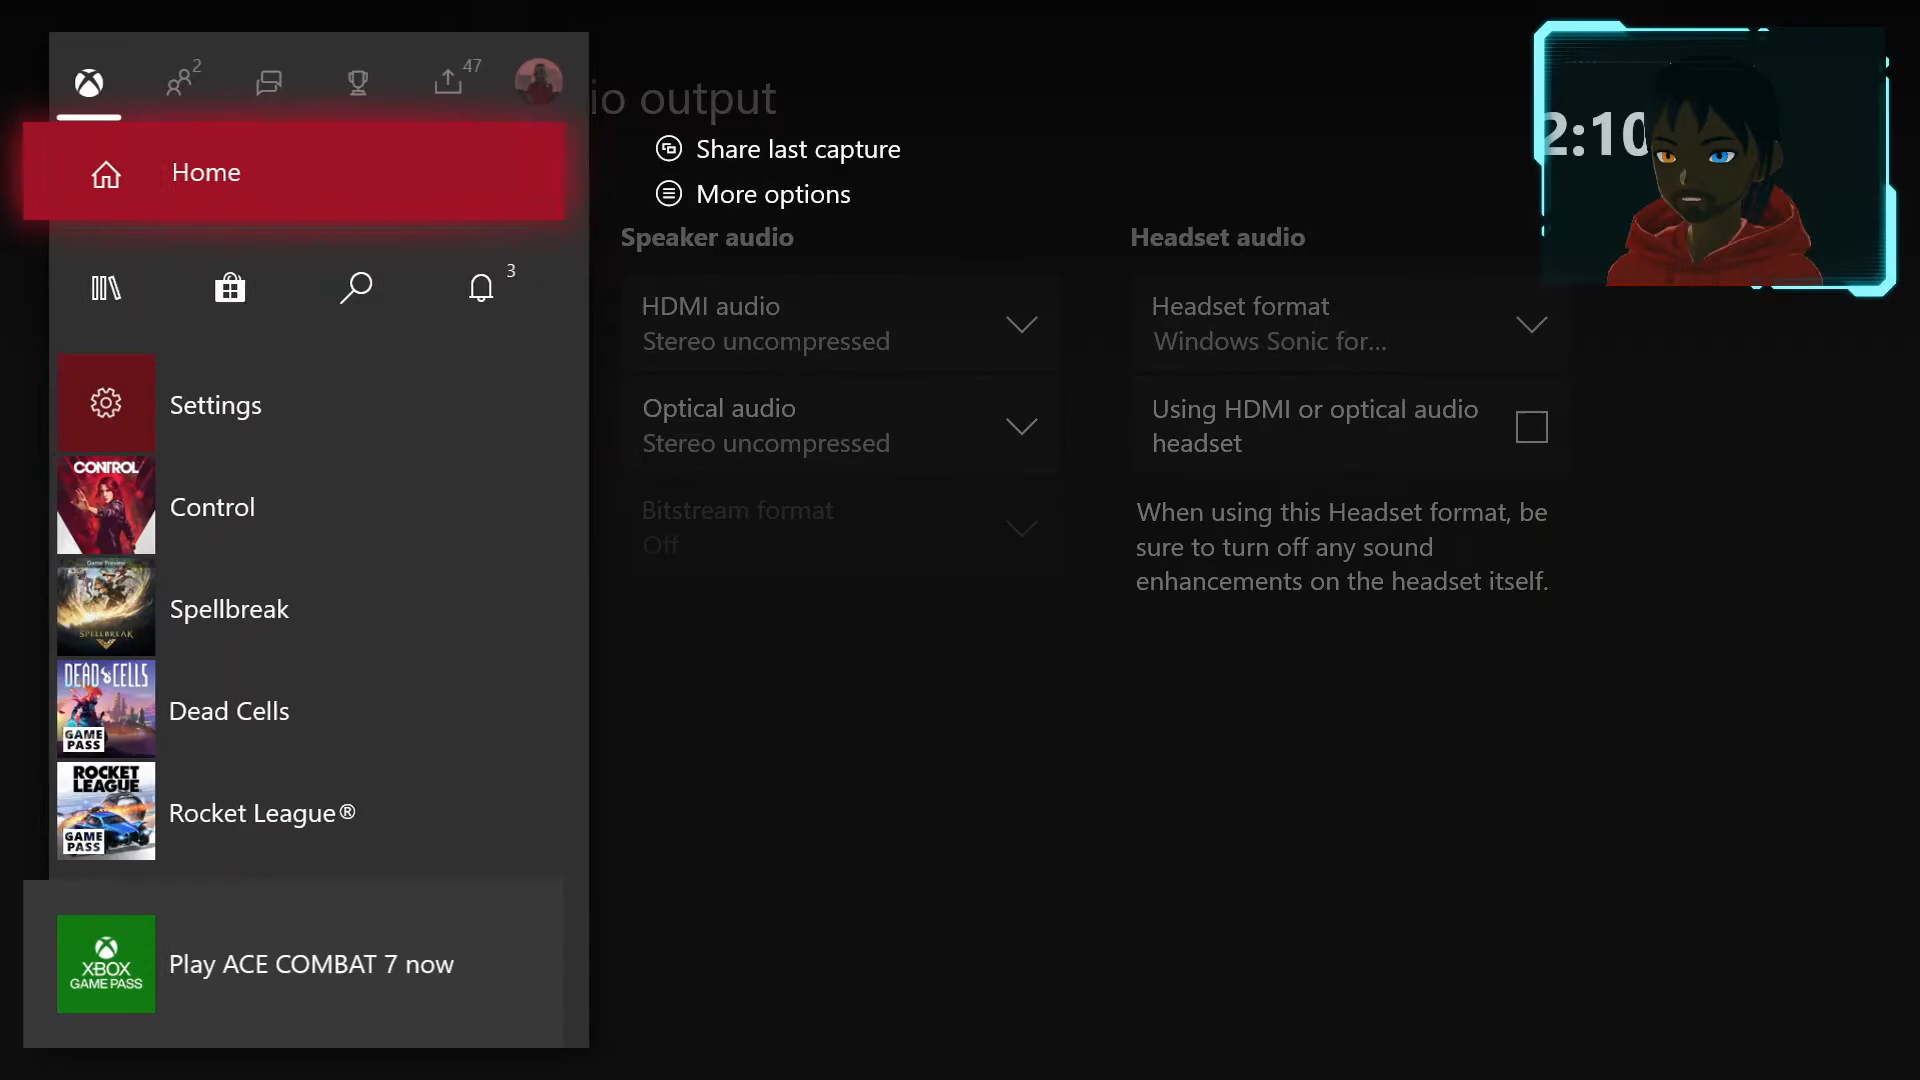 2
47
io output
2:10
Share last capture
Home
More options
Speaker audio
Headset audio
3
HDMI audio
Stereo uncompressed
Headset format
Windows Sonic for...
Settings
Optical audio
Stereo uncompressed
Using HDMI or optical audio
headset
CONTROL
Control
Bitstream format
Off
When using this Headset format, be
sure to turn off any sound
enhancements on the headset itself.
Game Preview
SPELLBREAK
Spellbreak
DEAD CELLS
GAME
PASS
Dead Cells
ROCKET
LEAGUE
GAME
PASS
Rocket League®
XBOX
GAME PASS
Play ACE COMBAT 7 now